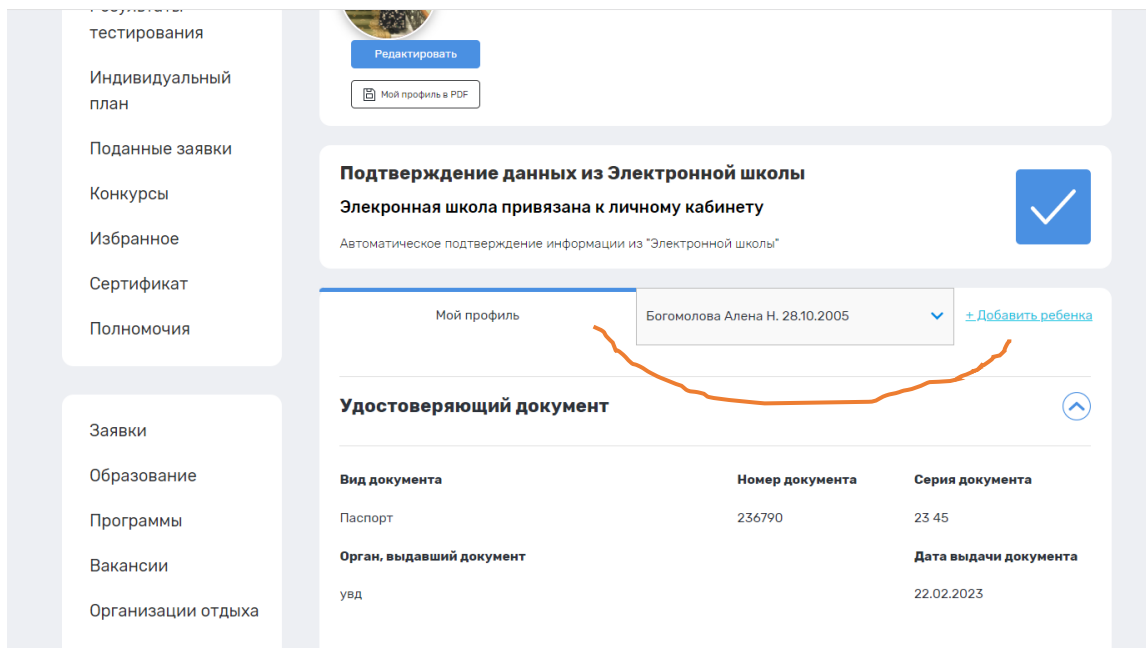 Результаты
тестирования
Индивидуальный
план
Поданные заявки
Конкурсы
Избранное
Сертификат
Полномочия
Заявки
Образование
Программы
Вакансии
Организации отдыха
Редактировать
Мой профиль в PDF
Подтверждение данных из Электронной школы
Элекронная школа привязана к личному кабинету
Автоматическое подтверждение информации из "Электронной школы"
Мой профиль
Богомолова Алена Н. 28.10.2005
+ Добавить ребенка
Удостоверяющий документ
Вид документа Номер документа Серия документа
Паспорт 236790 23 45
Орган, выдавший документ Дата выдачи документа
увд 22.02.2023